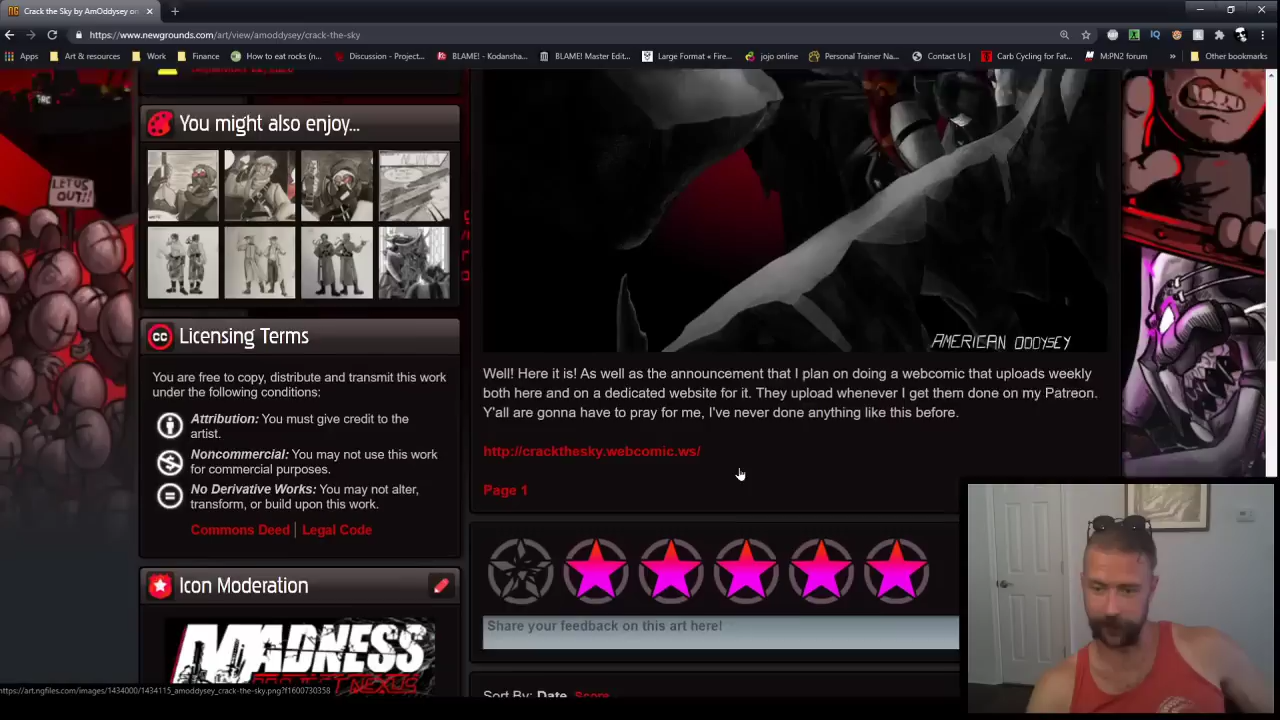 Crack the Sky by AmOddysey on
https://www.newgrounds.com/art/view/amoddysey/crack-the-sky
Apps
Art & resources
Work
Finance
How to eat rocks (n...
Discussion - Project...
BLAME! - Kodansha...
BLAME! Master Edit...
Large Format • Fire...
jojo online
Personal Trainer Na...
Contact Us |
Carb Cycling for Fat...
M:PN2 forum
»
Other bookmarks
LET US
OUT!!
You might also enjoy...
Licensing Terms
You are free to copy, distribute and transmit this work
under the following conditions:
Attribution: You must give credit to the
artist.
Noncommercial: You may not use this work
for commercial purposes.
No Derivative Works: You may not alter,
transform, or build upon this work.
Commons Deed | Legal Code
Icon Moderation
MADNESS
AMERICAN ODDYSEY
Well! Here it is! As well as the announcement that I plan on doing a webcomic that uploads weekly
both here and on a dedicated website for it. They upload whenever I get them done on my Patreon.
Y'all are gonna have to pray for me, I've never done anything like this before.
http://crackthesky.webcomic.ws/
Page 1
Share your feedback on this art here!
Sort By: Date Score
https://art.ngfiles.com/images/1434000/1434115_amoddysey_crack-the-sky.png?f1600730358